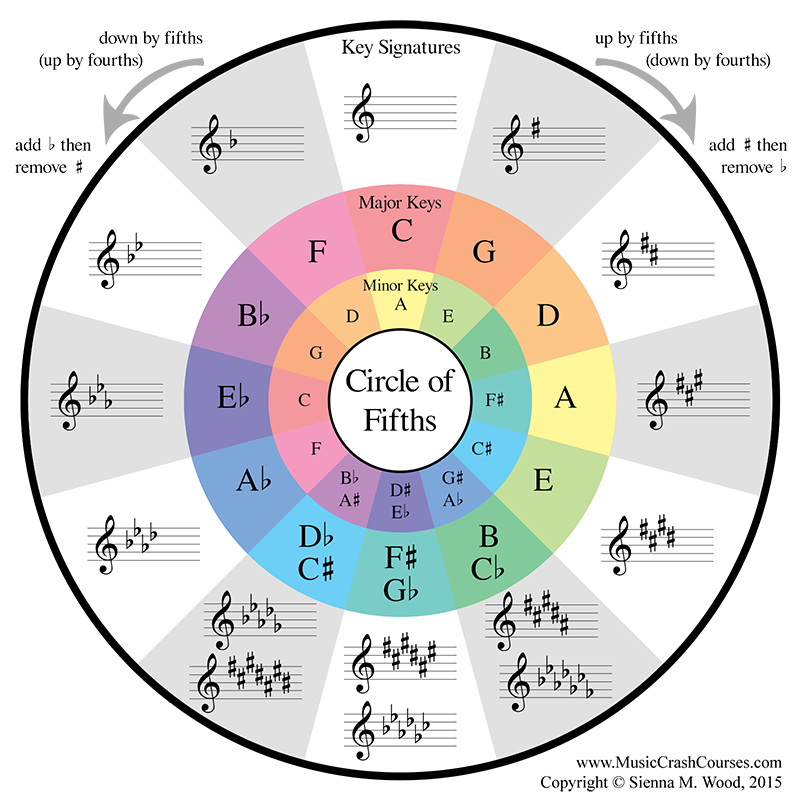 down by fifths
(up by fourths)
add ♭ then
remove ♯
Key Signatures
up by fifths
(down by fourths)
add ♯ then
remove ♭
Major Keys
C
G
D
A
E
B
C♭
F♯
G♭
D♭
C♯
A♭
E♭
B♭
F
Minor Keys
A
E
B
F♯
C♯
G♯
A♭
D♯
E♭
B♭
A♯
F
C
G
D
Circle of
Fifths
www.MusicCrashCourses.com
Copyright © Sienna M. Wood, 2015